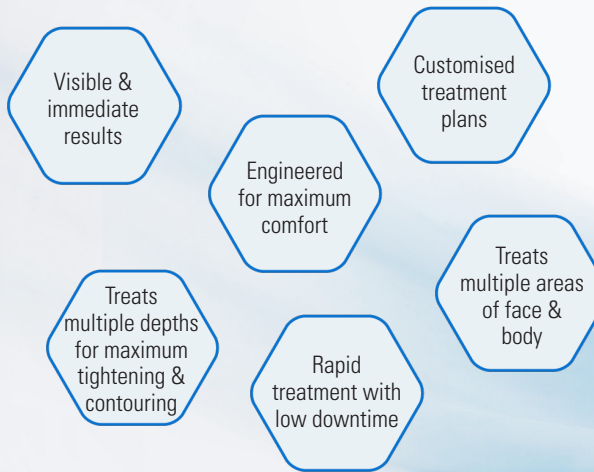 Visible &
immediate
results
Customised
treatment
plans
Engineered
for maximum
comfort
Treats
multiple areas
of face &
body
Treats
multiple depths
for maximum
tightening &
contouring
Rapid
treatment with
low downtime